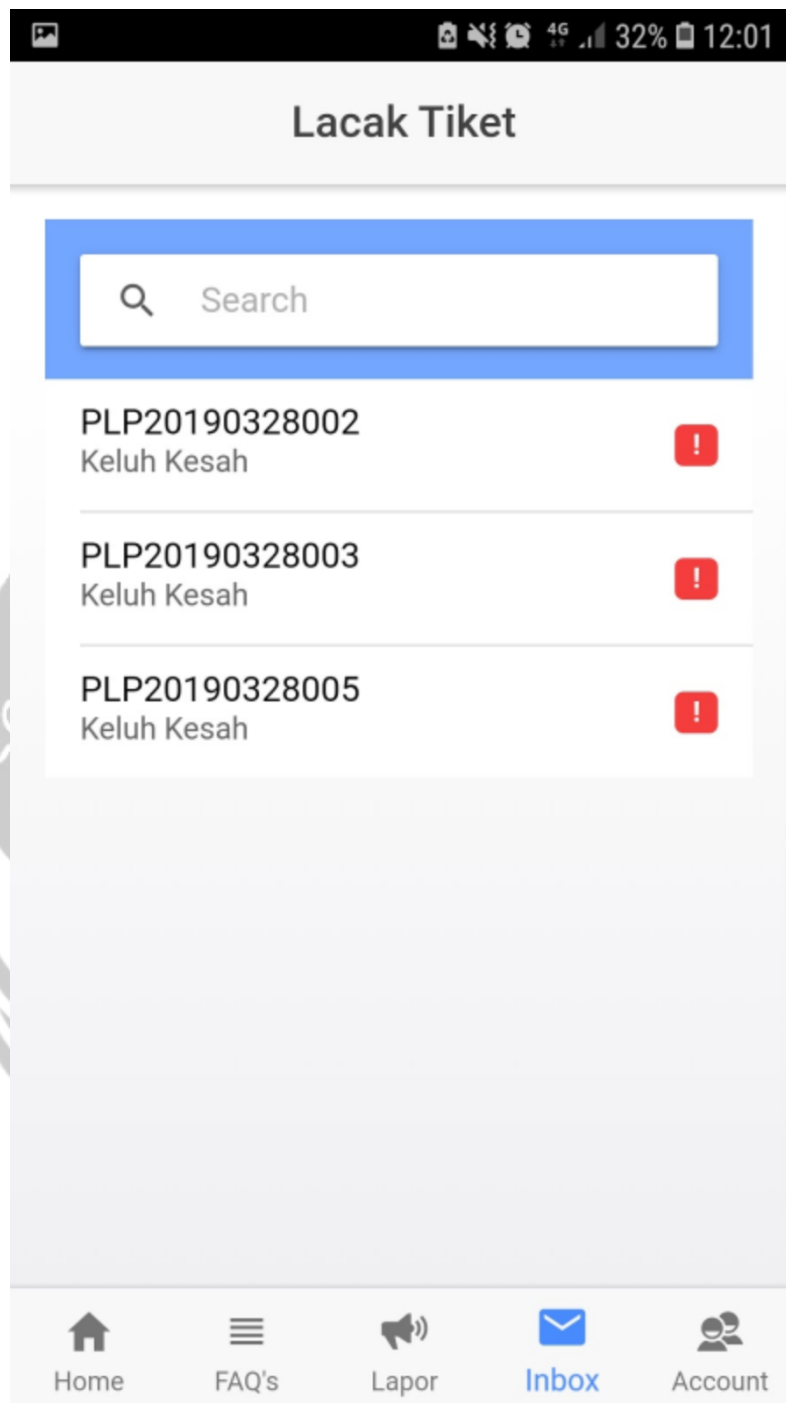 4G 32% 12:01
Lacak Tiket
Search
PLP20190328002
Keluh Kesah
!
PLP20190328003
Keluh Kesah
!
PLP20190328005
Keluh Kesah
!
Home FAQ's Lapor Inbox Account